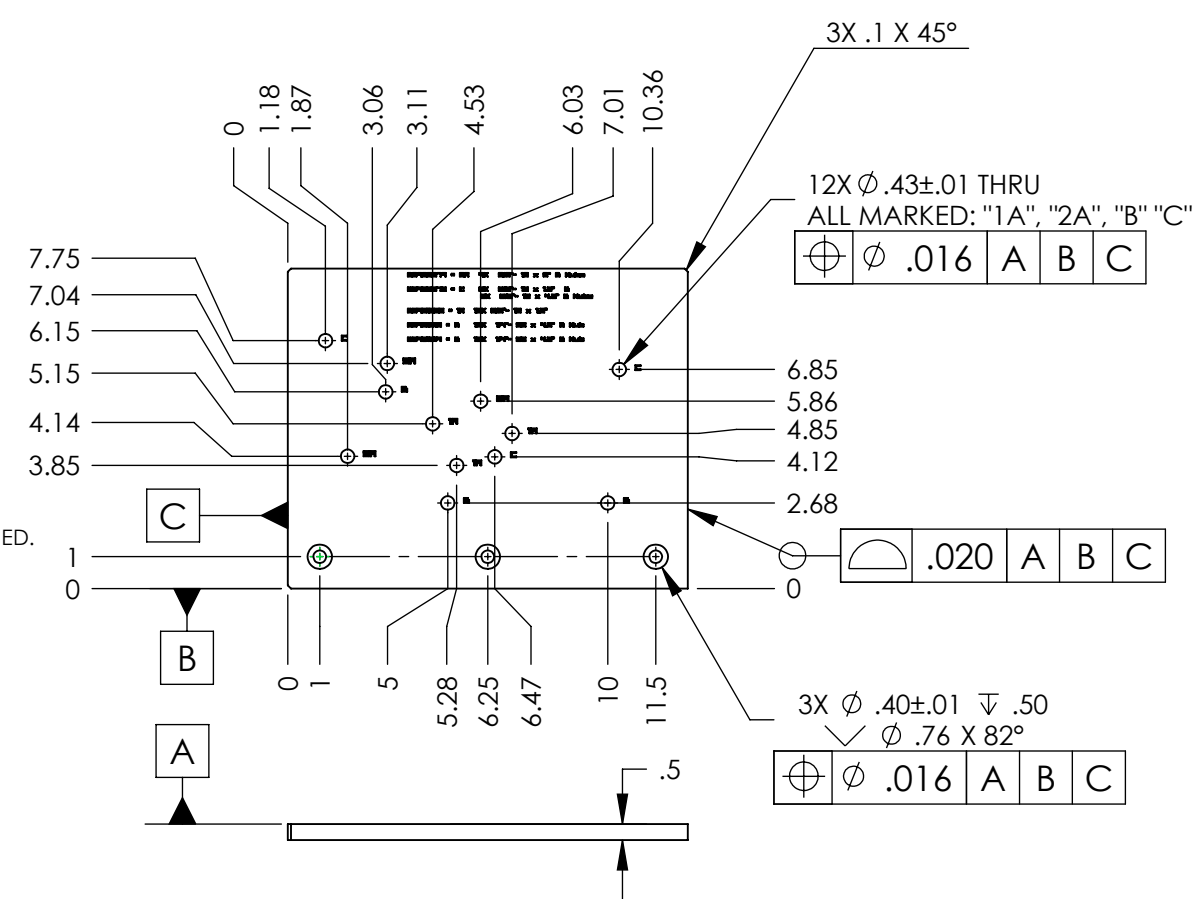 3X .1 X 45°
0
1.18
1.87
3.06
3.11
4.53
6.03
7.01
10.36
12X ⌀ .43±.01 THRU
ALL MARKED: "1A", "2A", "B" "C"
⌖ ⌀ .016 A B C
7.75
7.04
6.15
5.15
4.14
3.85
6.85
5.86
4.85
4.12
2.68
C
ED.
1
0
⌓ .020 A B C
0
B
0
1
5
5.28
6.25
6.47
10
11.5
3X ⌀ .40±.01 ↧ .50
⌵ ⌀ .76 X 82°
⌖ ⌀ .016 A B C
A
.5